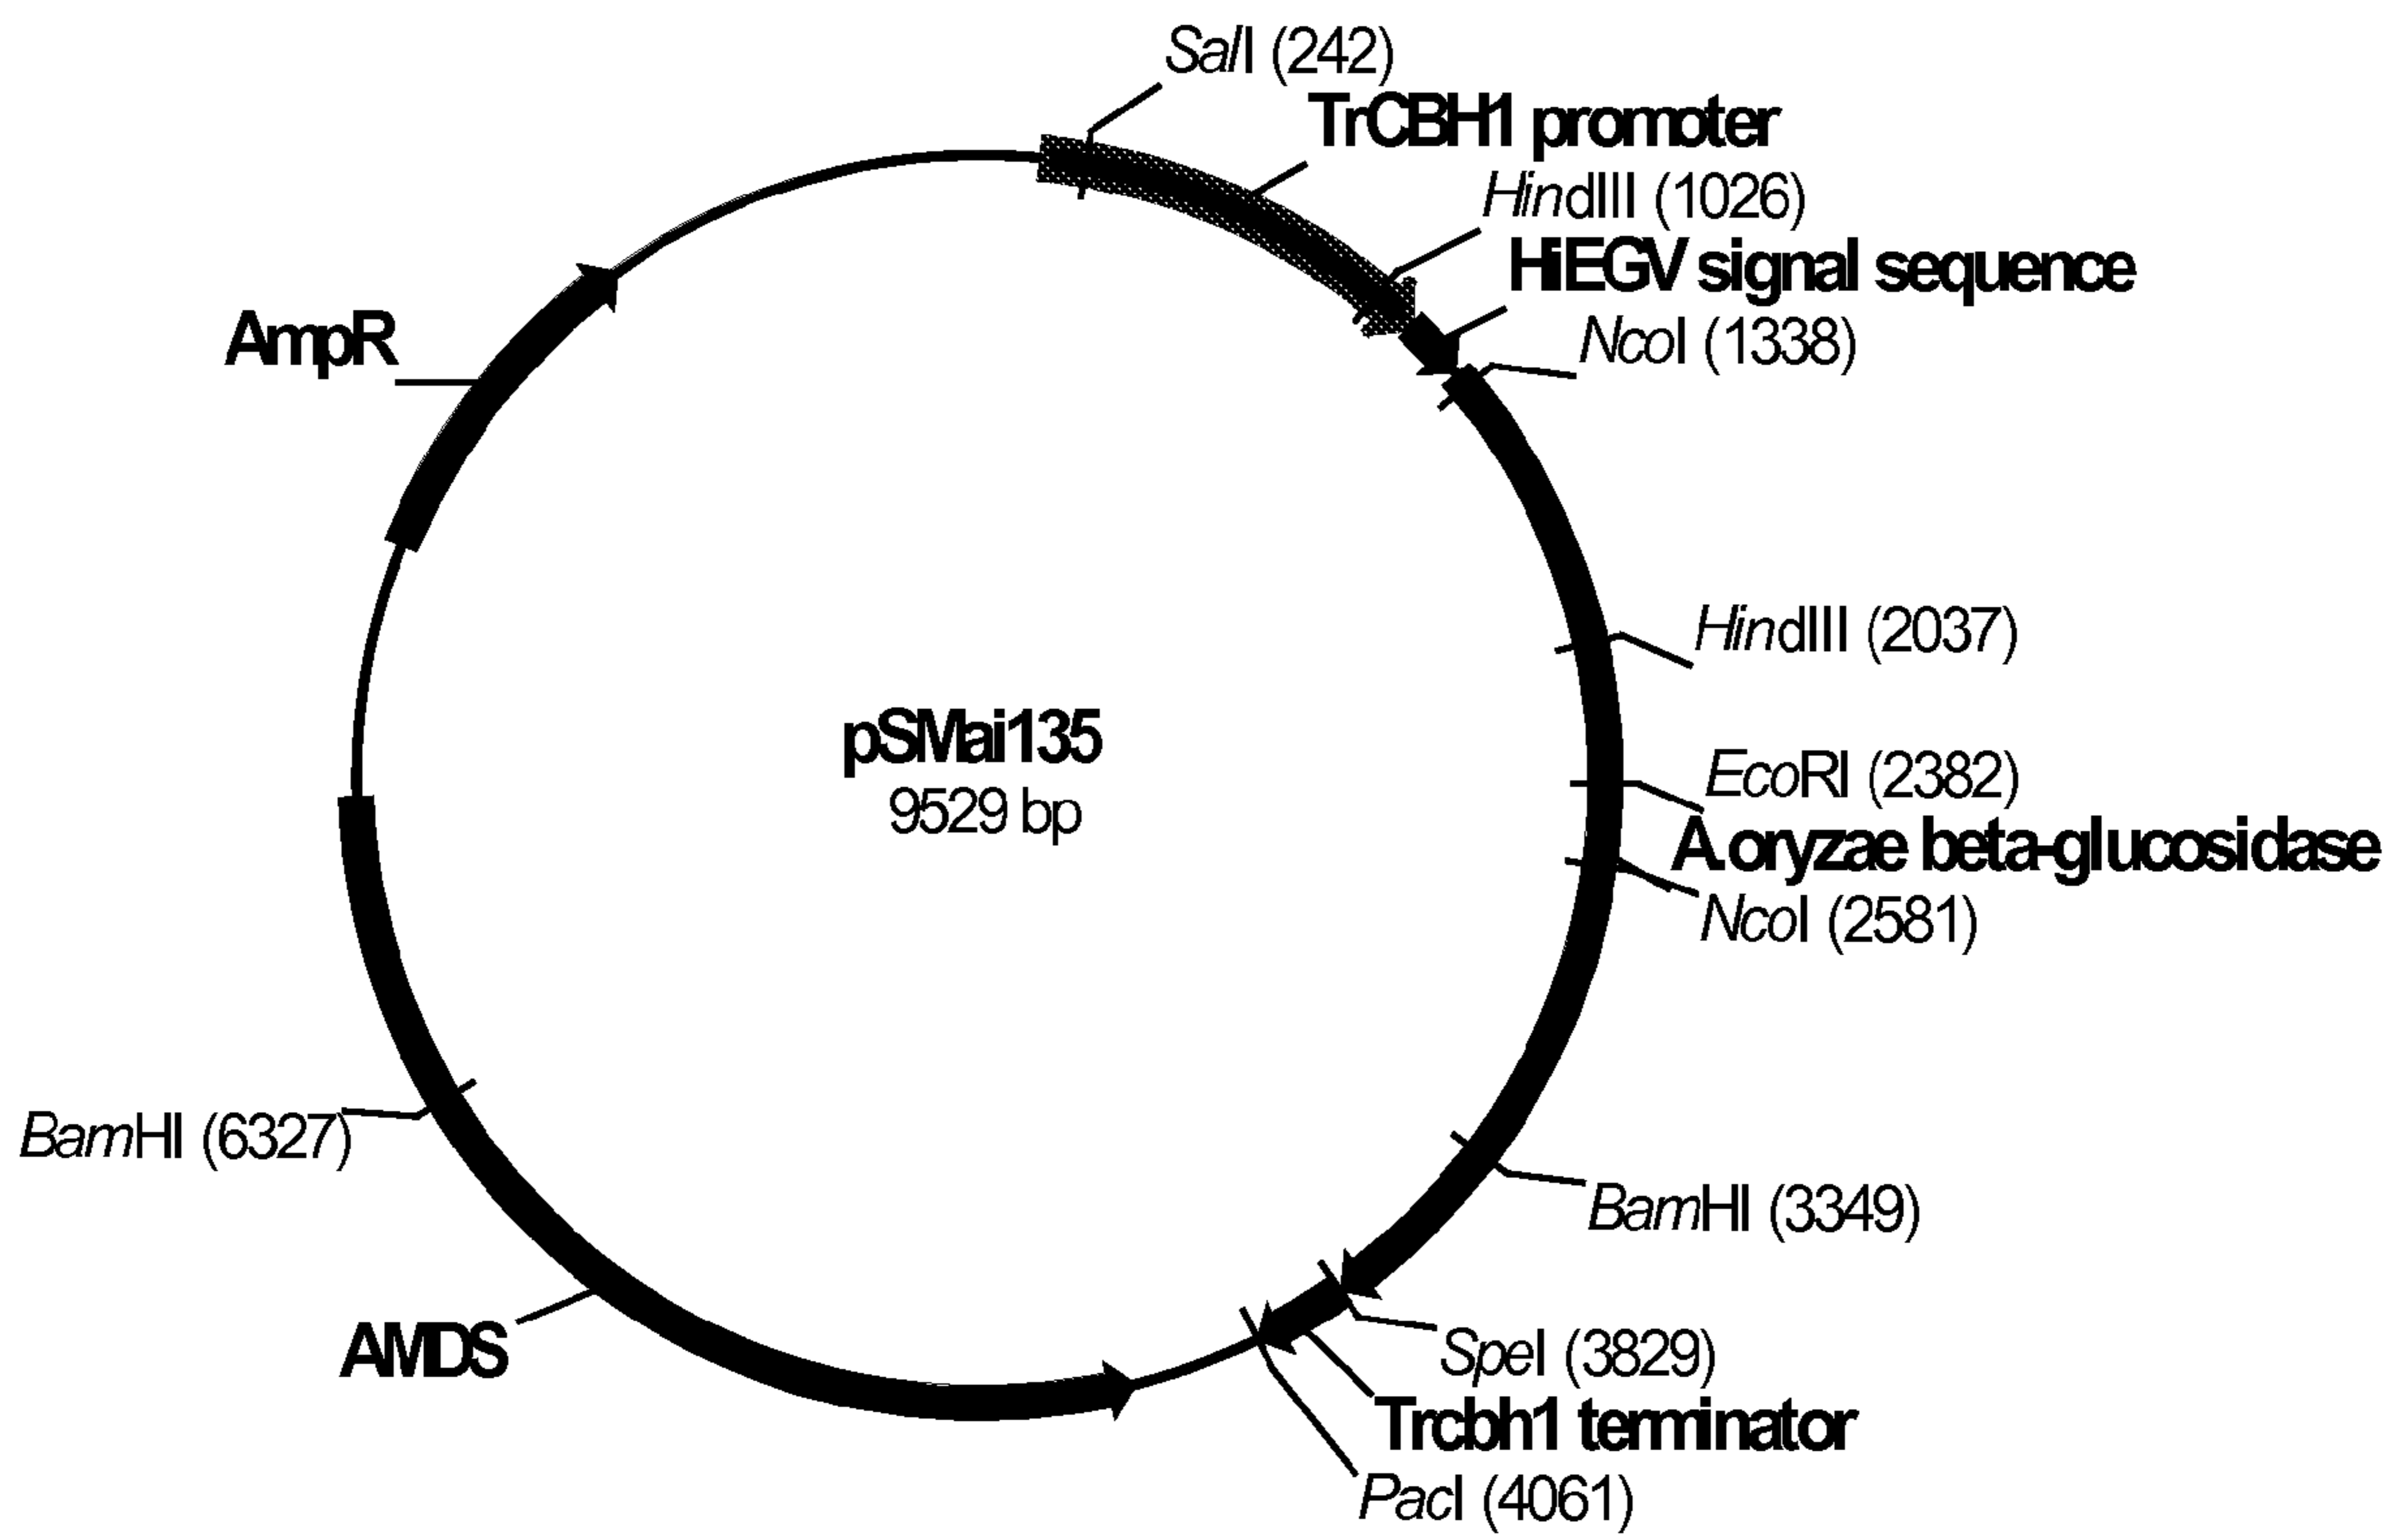 SalI (242)
TrCBH1 promoter
HindIII (1026)
HiEGV signal sequence
NcoI (1338)
AmpR
HindIII (2037)
pSMai135
9529 bp
EcoRI (2382)
A.oryzae beta-glucosidase
NcoI (2581)
BamHI (6327)
BamHI (3349)
AMDS
SpeI (3829)
Trcbh1 terminator
PacI (4061)